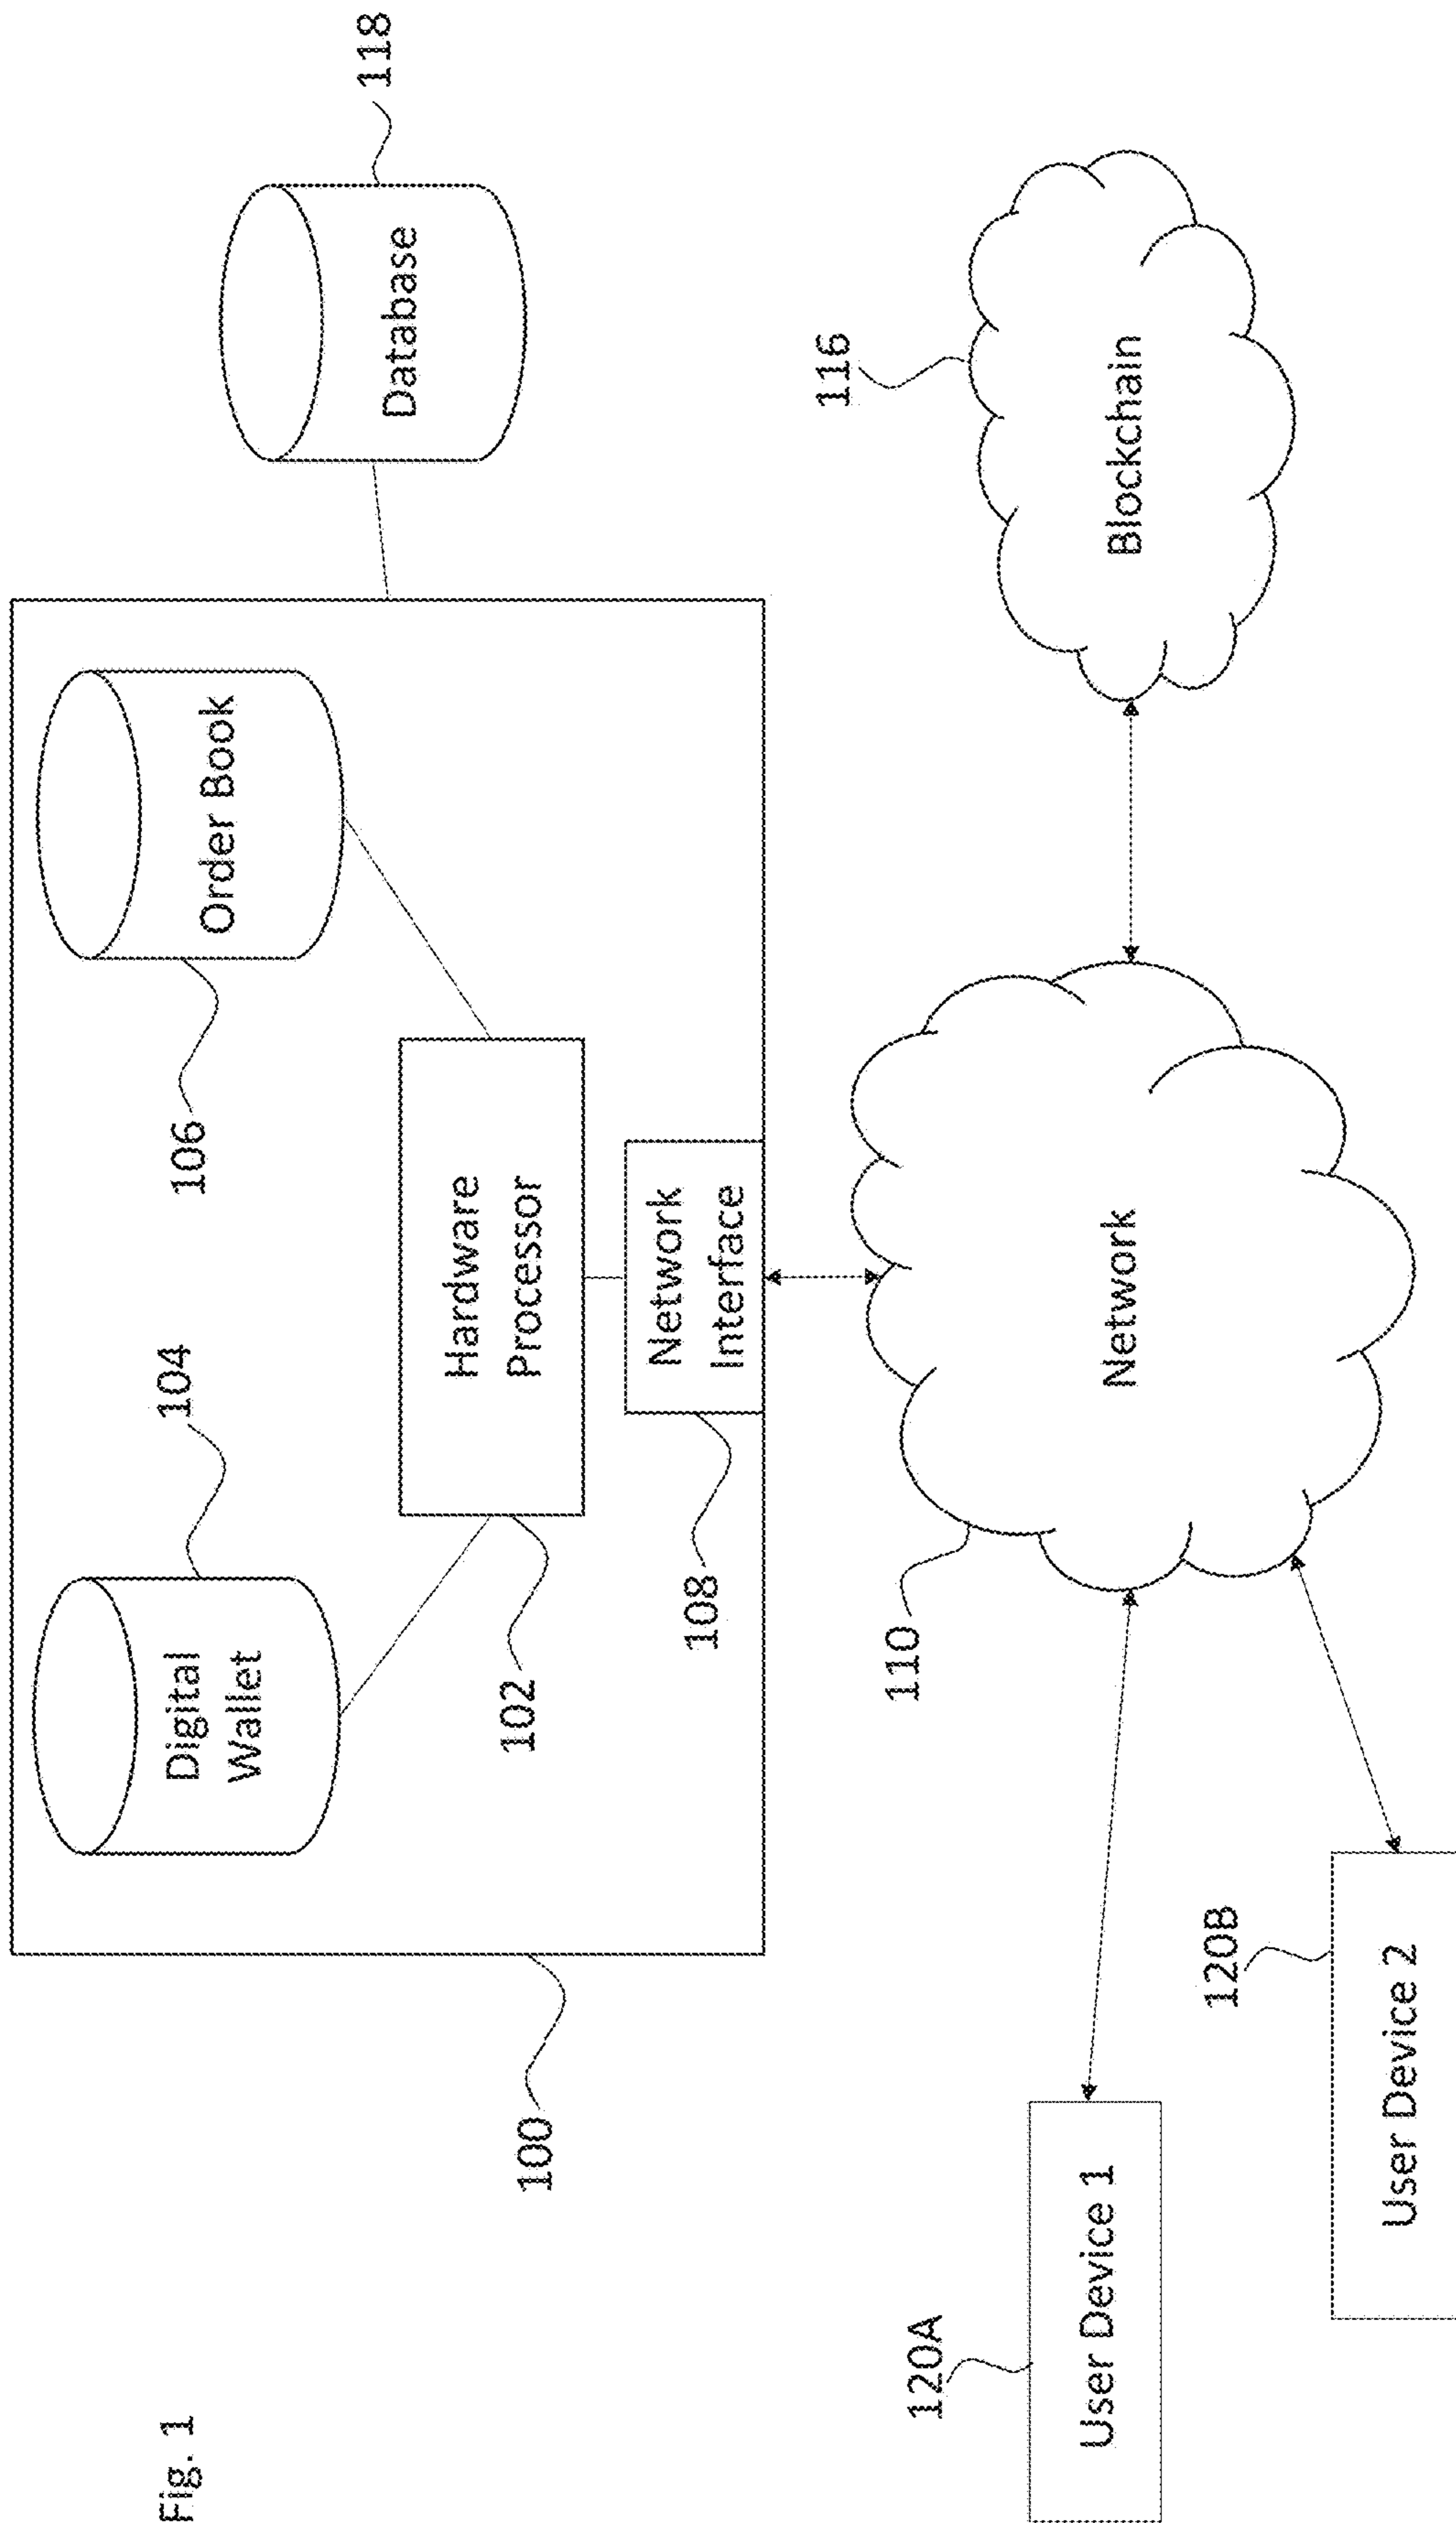 Fig. 1
100
Digital
Wallet
104
106
Order Book
118
Database
102
Hardware
Processor
108
Network
Interface
110
Network
116
Blockchain
120A
User Device 1
120B
User Device 2